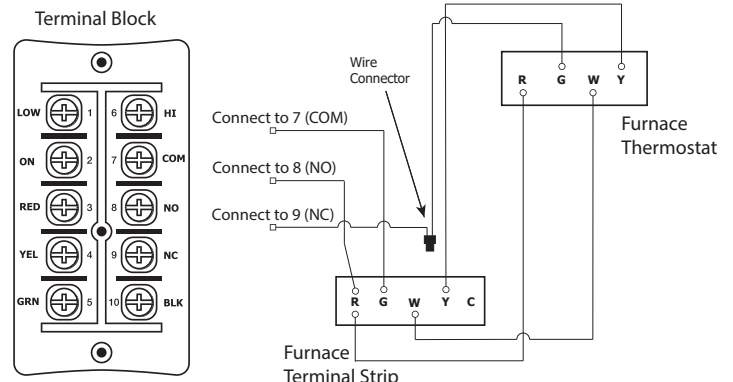 Terminal Block
LOW 1 6 HI
ON 2 7 COM
RED 3 8 NO
YEL 4 9 NC
GRN 5 10 BLK
Wire
Connector
Connect to 7 (COM)
Connect to 8 (NO)
Connect to 9 (NC)
R G W Y
Furnace
Thermostat
R G W Y C
Furnace
Terminal Strip